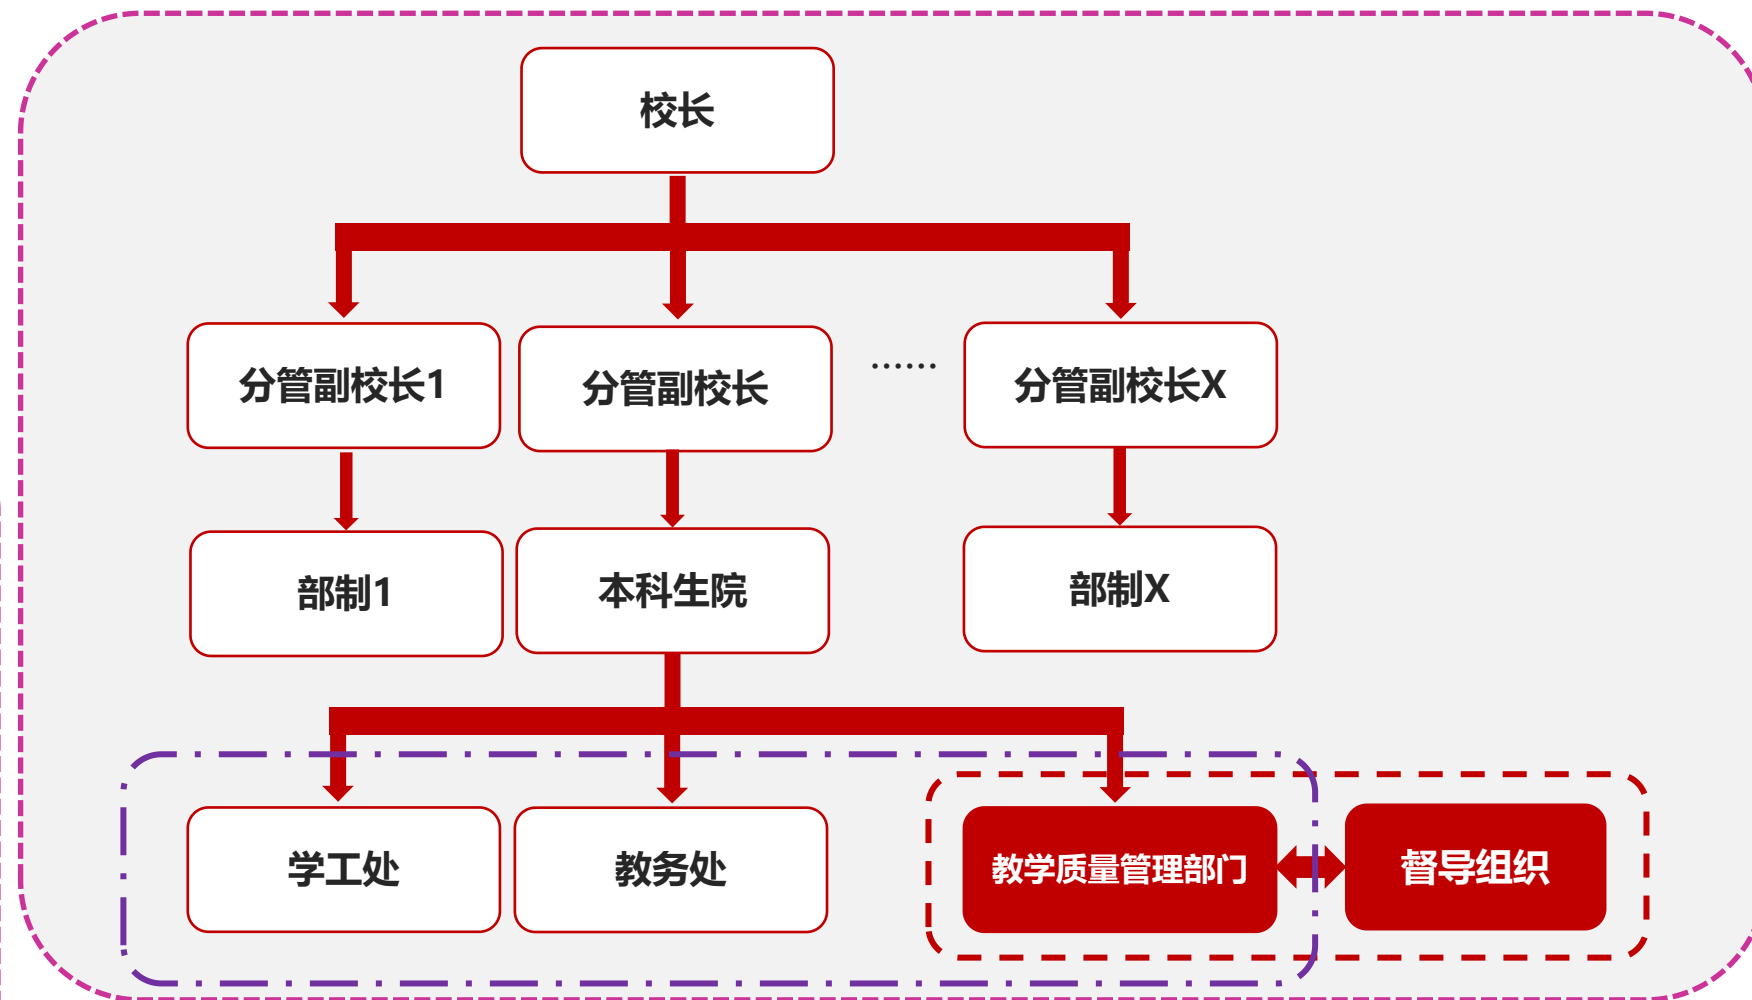 校长
分管副校长1
分管副校长
……
分管副校长X
部制1
本科生院
部制X
学工处
教务处
教学质量管理部门
督导组织